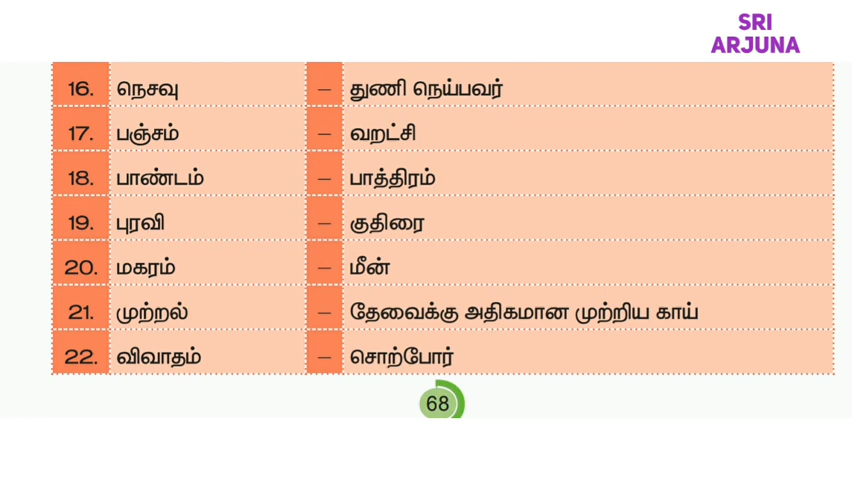 SRI
ARJUNA
16. நெசவு – துணி நெய்பவர்
17. பஞ்சம் – வறட்சி
18. பாண்டம் – பாத்திரம்
19. புரவி – குதிரை
20. மகரம் – மீன்
21. முற்றல் – தேவைக்கு அதிகமான முற்றிய காய்
22. விவாதம் – சொற்போர்
68